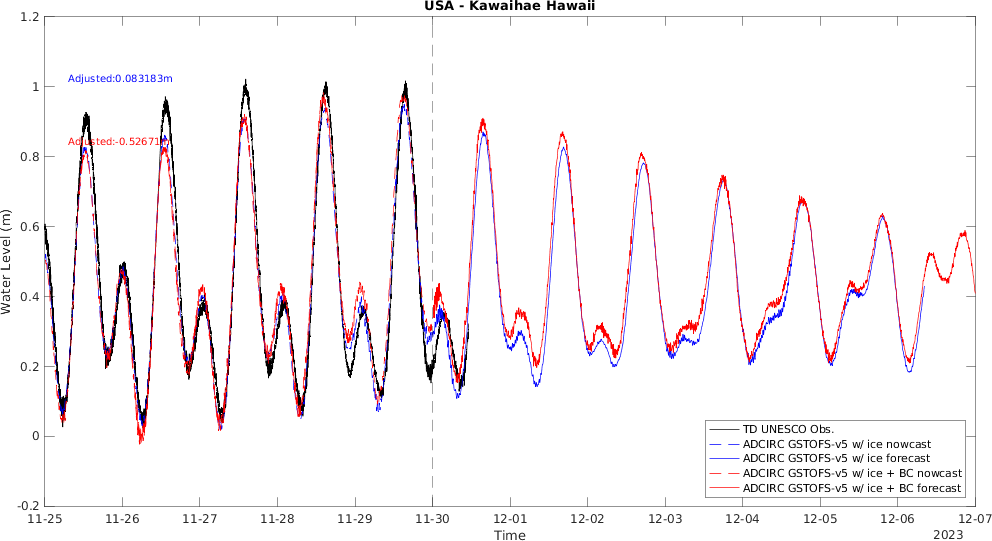 USA - Kawaihae Hawaii
1.2
1
0.8
0.6
0.4
0.2
0
-0.2
Water Level (m)
Adjusted:0.083183m
Adjusted:-0.52671m
TD UNESCO Obs.
ADCIRC GSTOFS-v5 w/ ice nowcast
ADCIRC GSTOFS-v5 w/ ice forecast
ADCIRC GSTOFS-v5 w/ ice + BC nowcast
ADCIRC GSTOFS-v5 w/ ice + BC forecast
11-25 11-26 11-27 11-28 11-29 11-30 12-01 12-02 12-03 12-04 12-05 12-06 12-07
Time
2023